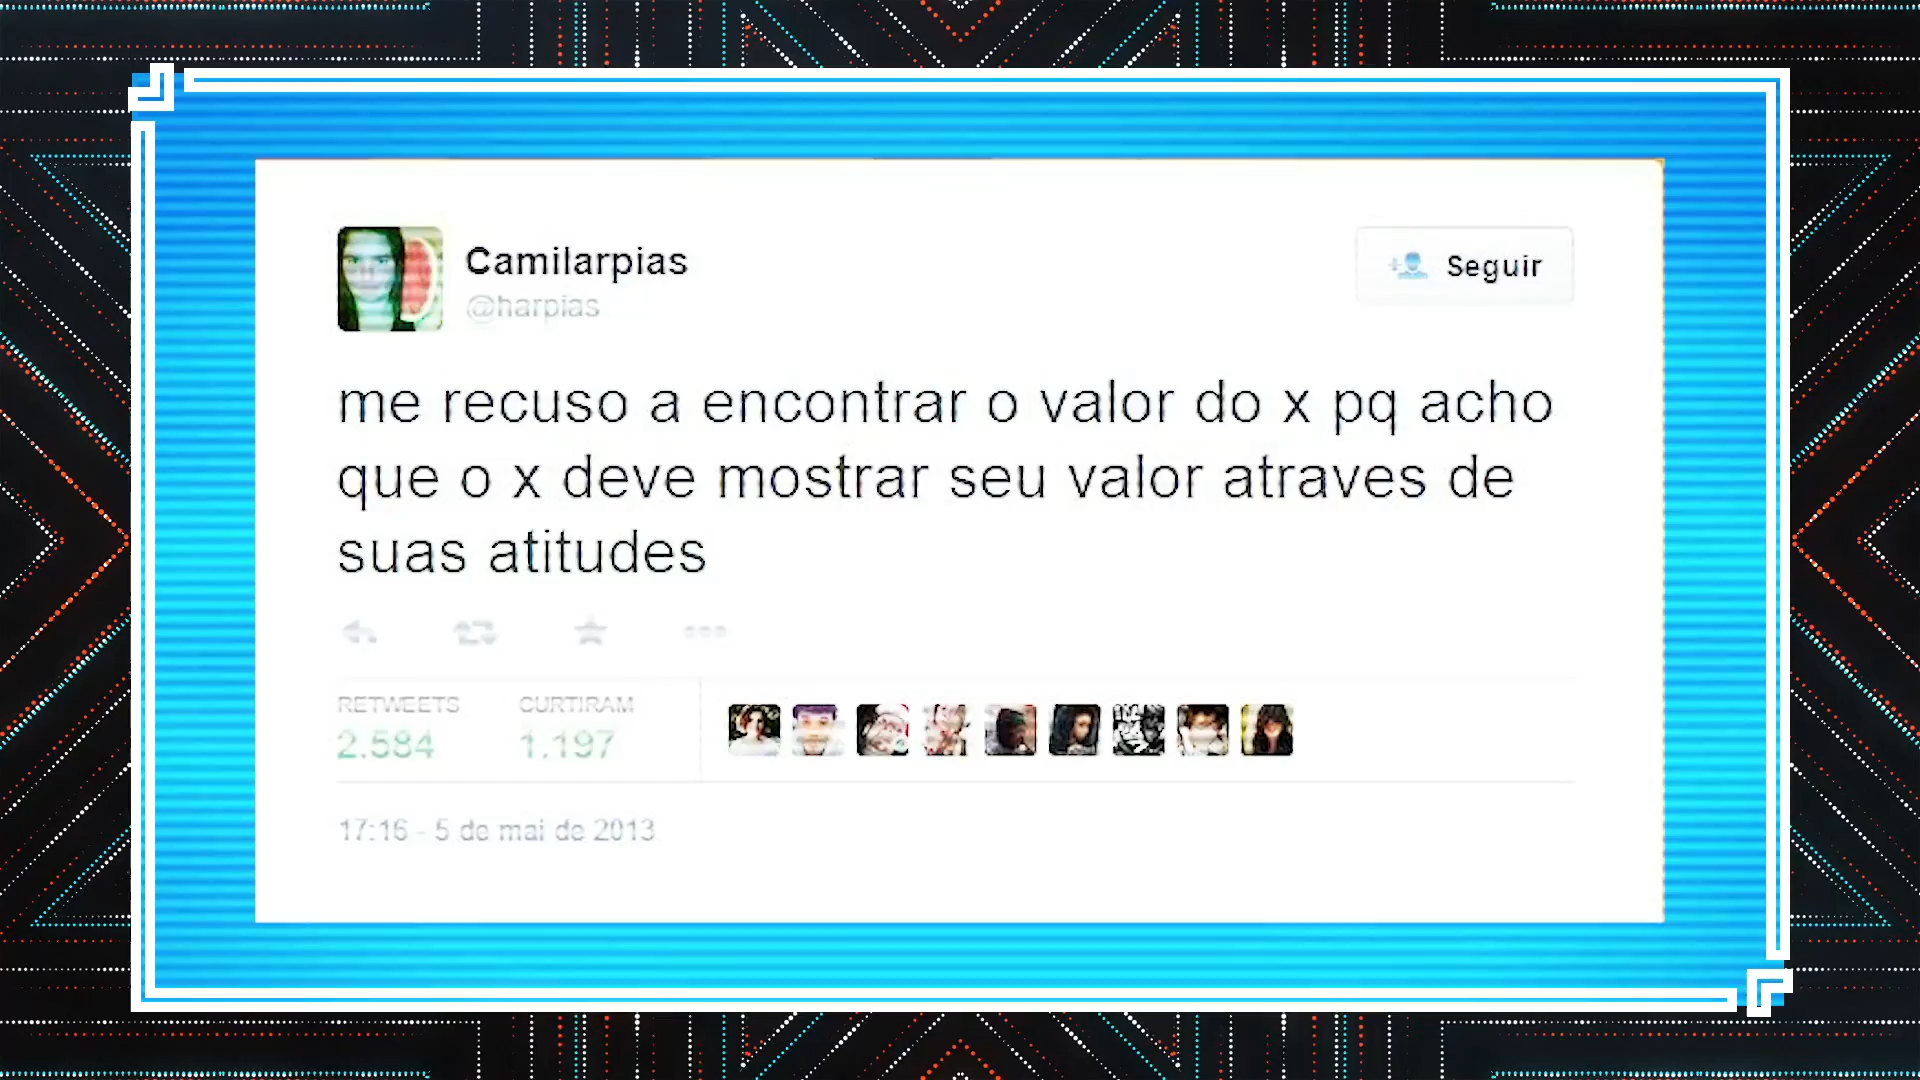 Camilarpias
@harpias
Seguir
me recuso a encontrar o valor do x pq acho
que o x deve mostrar seu valor atraves de
suas atitudes
RETWEETS CURTIRAM
2.584 1.197
17:16 - 5 de mai de 2013